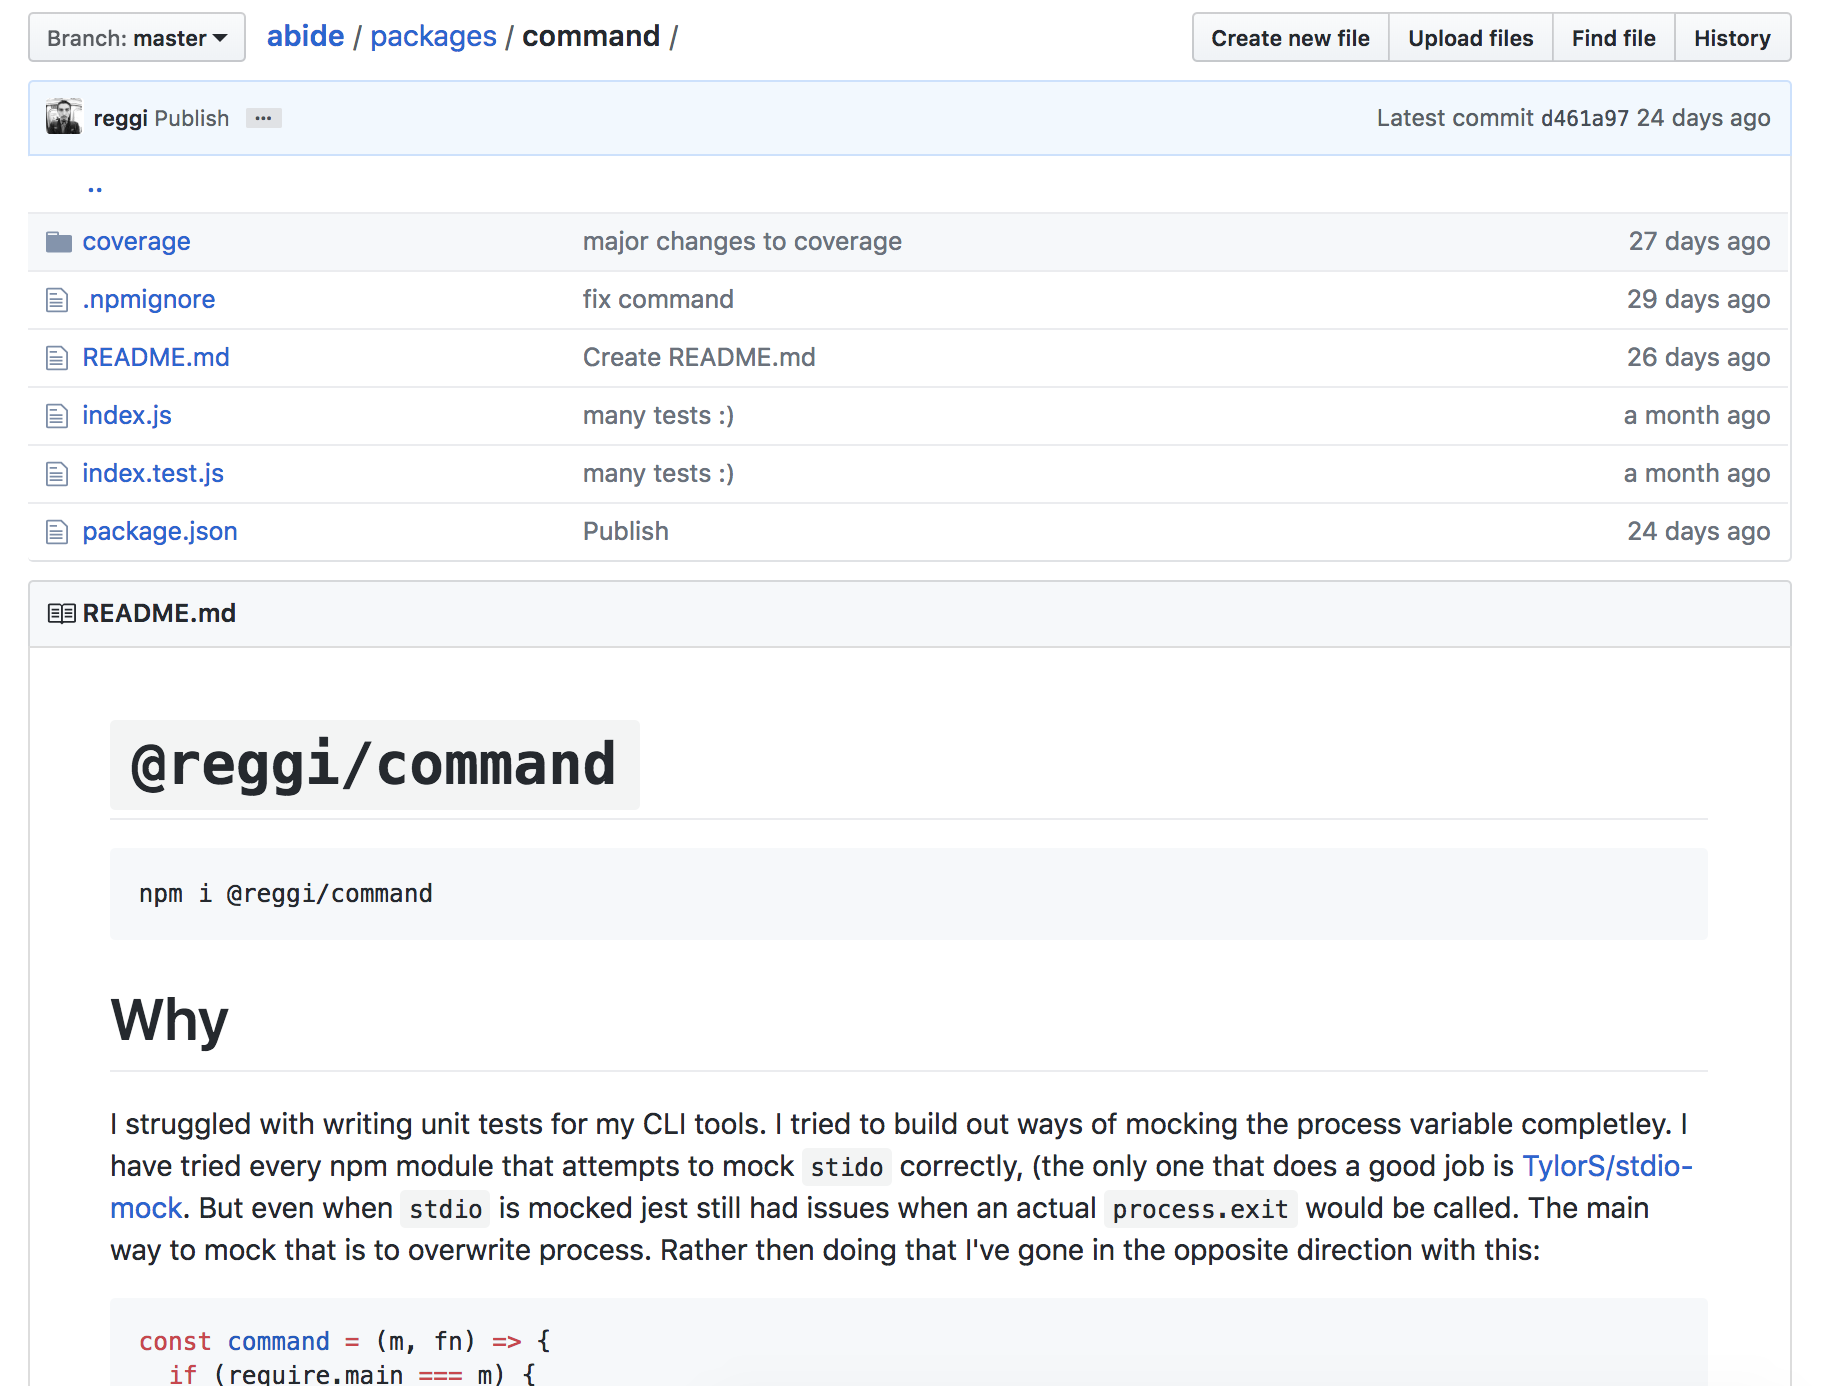 Branch: master abide / packages / command / Create new file Upload files Find file History
reggi Publish ... Latest commit d461a97 24 days ago
..
coverage major changes to coverage 27 days ago
.npmignore fix command 29 days ago
README.md Create README.md 26 days ago
index.js many tests :) a month ago
index.test.js many tests :) a month ago
package.json Publish 24 days ago
README.md
@reggi/command
npm i @reggi/command
Why
I struggled with writing unit tests for my CLI tools. I tried to build out ways of mocking the process variable completley. I
have tried every npm module that attempts to mock stido correctly, (the only one that does a good job is TylorS/stdio-
mock. But even when stdio is mocked jest still had issues when an actual process.exit would be called. The main
way to mock that is to overwrite process. Rather then doing that I've gone in the opposite direction with this:
const command = (m, fn) => {
if (require.main === m) {